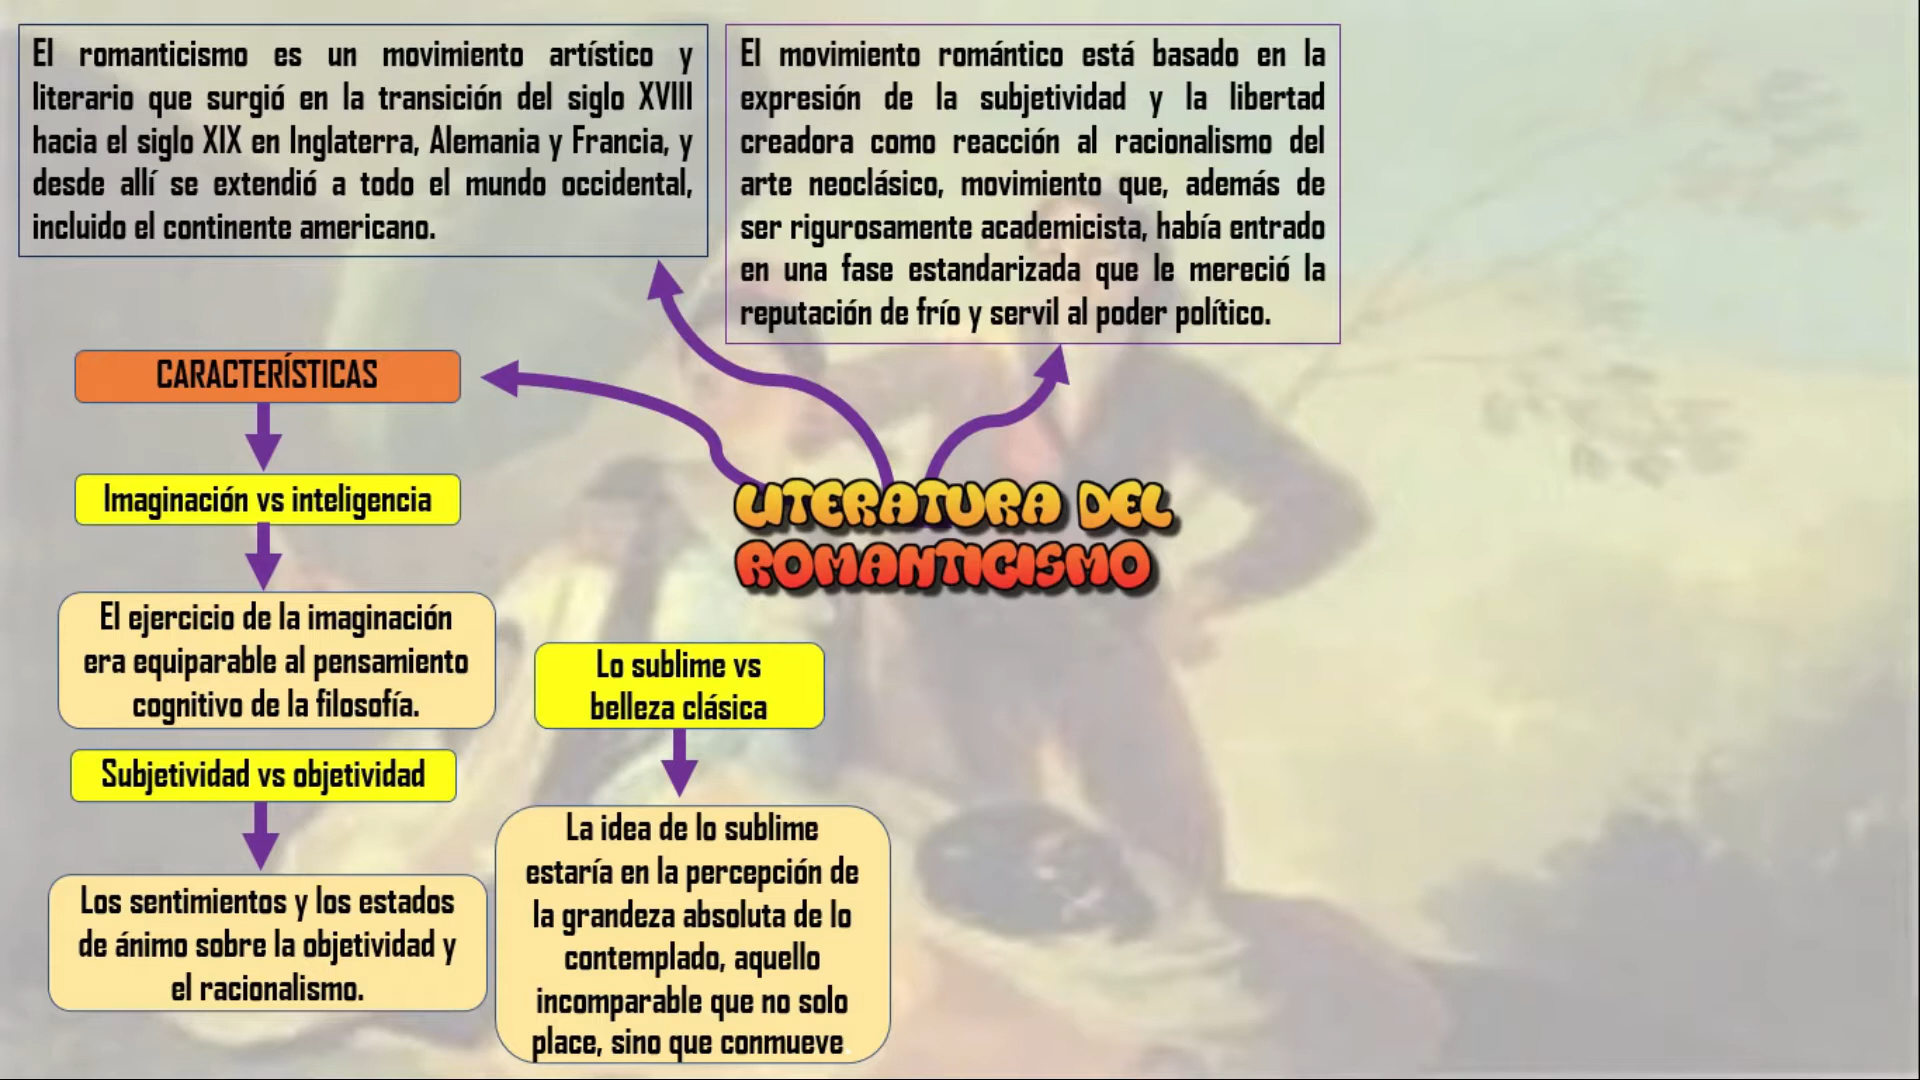 El romanticismo es un movimiento artístico y
literario que surgió en la transición del siglo XVIII
hacia el siglo XIX en Inglaterra, Alemania y Francia, y
desde allí se extendió a todo el mundo occidental,
incluido el continente americano.
El movimiento romántico está basado en la
expresión de la subjetividad y la libertad
creadora como reacción al racionalismo del
arte neoclásico, movimiento que, además de
ser rigurosamente academicista, había entrado
en una fase estandarizada que le mereció la
reputación de frío y servil al poder político.
LITERATURA DEL
ROMANTICISMO
CARACTERÍSTICAS
Imaginación vs inteligencia
El ejercicio de la imaginación
era equiparable al pensamiento
cognitivo de la filosofía.
Subjetividad vs objetividad
Los sentimientos y los estados
de ánimo sobre la objetividad y
el racionalismo.
Lo sublime vs
belleza clásica
La idea de lo sublime
estaría en la percepción de
la grandeza absoluta de lo
contemplado, aquello
incomparable que no solo
place, sino que conmueve.